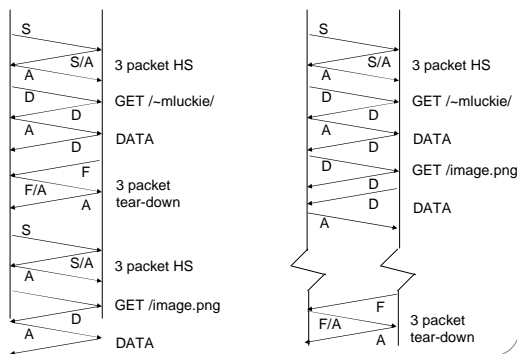 S
S/A
3 packet HS
A
D
GET /~mluckie/
D
A
DATA
D
F
F/A
3 packet
tear-down
A
S
S/A
3 packet HS
A
GET /image.png
D
A
DATA
S
S/A
3 packet HS
A
D
GET /~mluckie/
D
A
DATA
D
D
GET /image.png
D
D
DATA
A
F
F/A
3 packet
tear-down
A